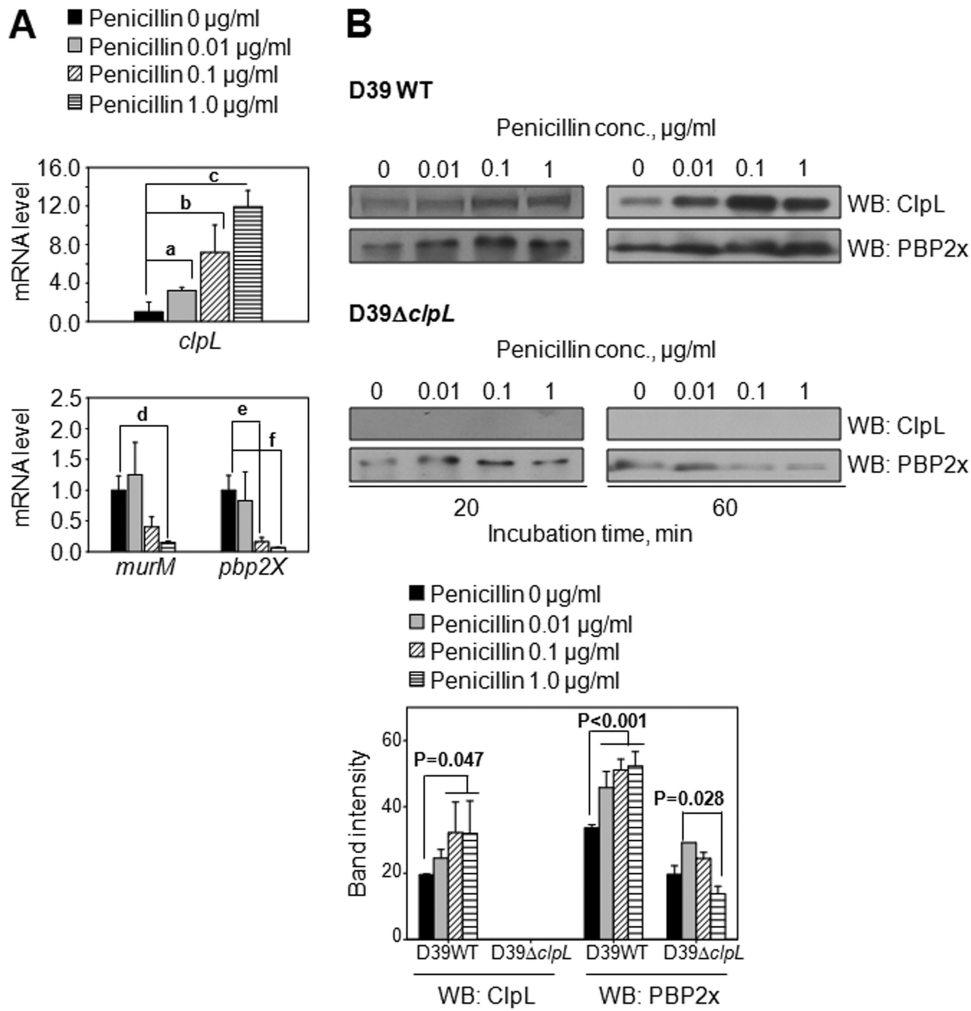 A
Penicillin 0 µg/ml
Penicillin 0.01 µg/ml
Penicillin 0.1 µg/ml
Penicillin 1.0 µg/ml
mRNA level
16.0
12.0
8.0
4.0
0.0
a
b
c
clpL
mRNA level
2.5
2.0
1.5
1.0
0.5
0.0
d
e
f
murM pbp2X
B
D39 WT
Penicillin conc., µg/ml
0 0.01 0.1 1 0 0.01 0.1 1
WB: ClpL
WB: PBP2x
D39ΔclpL
Penicillin conc., µg/ml
0 0.01 0.1 1 0 0.01 0.1 1
WB: ClpL
WB: PBP2x
20 60
Incubation time, min
Penicillin 0 µg/ml
Penicillin 0.01 µg/ml
Penicillin 0.1 µg/ml
Penicillin 1.0 µg/ml
Band intensity
60
40
20
0
P=0.047
P<0.001
P=0.028
D39WT D39ΔclpL D39WT D39ΔclpL
WB: ClpL WB: PBP2x